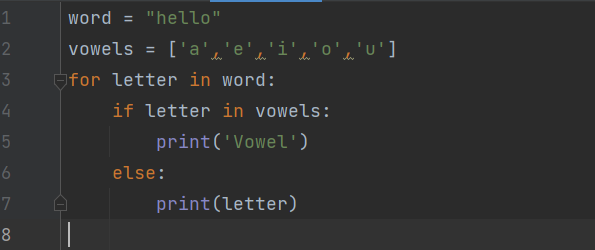 1 word = "hello"
2 vowels = ['a','e','i','o','u']
3 for letter in word:
4     if letter in vowels:
5         print('Vowel')
6     else:
7         print(letter)
8